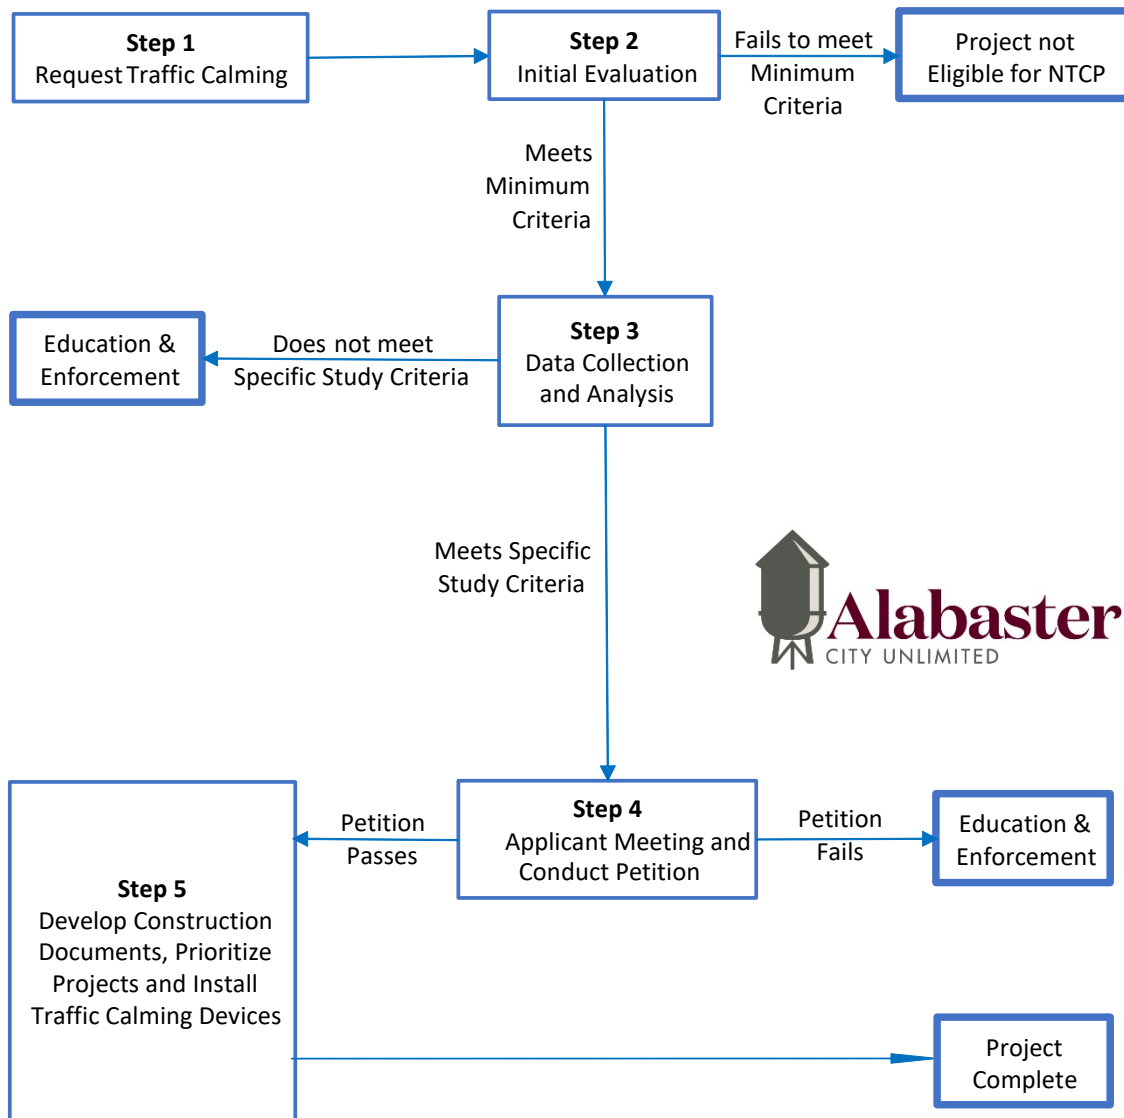 Step 1
Request Traffic Calming
Step 2
Initial Evaluation
Fails to meet
Minimum
Criteria
Project not
Eligible for NTCP
Meets
Minimum
Criteria
Education &
Enforcement
Does not meet
Specific Study Criteria
Step 3
Data Collection
and Analysis
Meets Specific
Study Criteria
Alabaster
CITY UNLIMITED
Step 4
Applicant Meeting and
Conduct Petition
Petition
Passes
Petition
Fails
Education &
Enforcement
Step 5
Develop Construction
Documents, Prioritize
Projects and Install
Traffic Calming Devices
Project
Complete